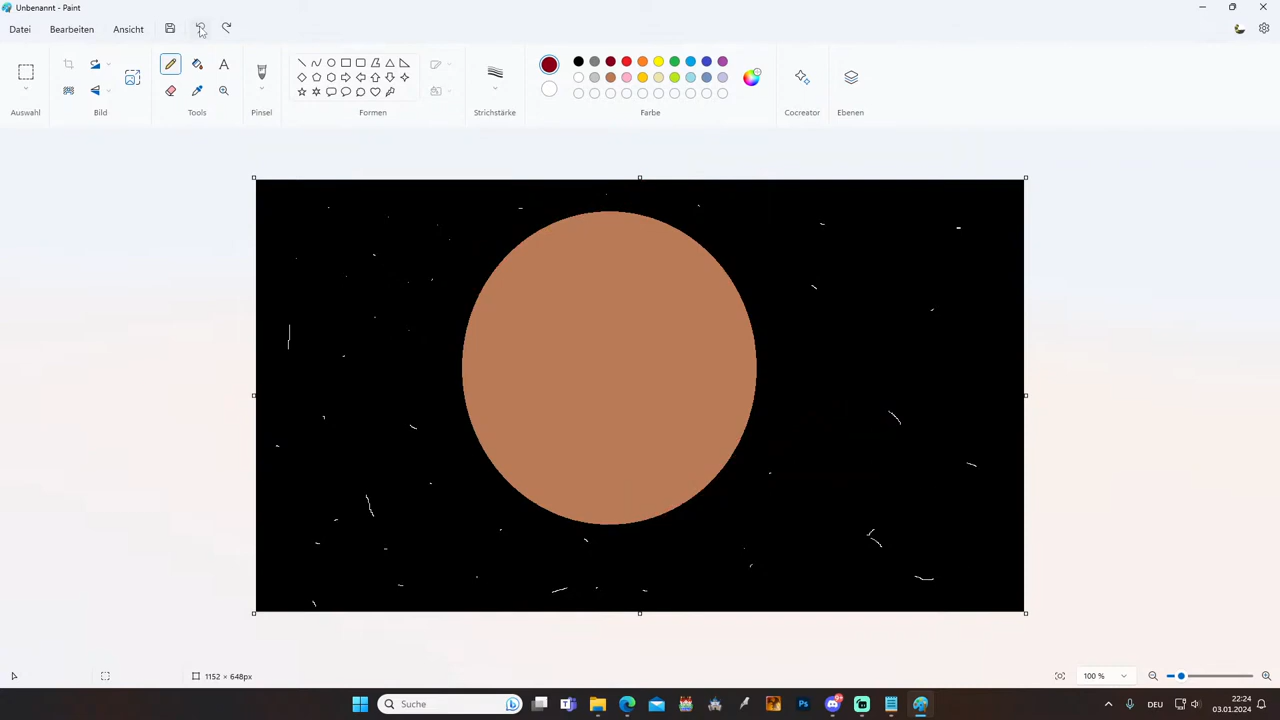 Unbenannt - Paint
Datei Bearbeiten Ansicht
Auswahl Bild Tools Pinsel Formen Strichstärke Farbe Cocreator Ebenen
1152 × 648px 100 %
Suche DEU 22:24
03.01.2024